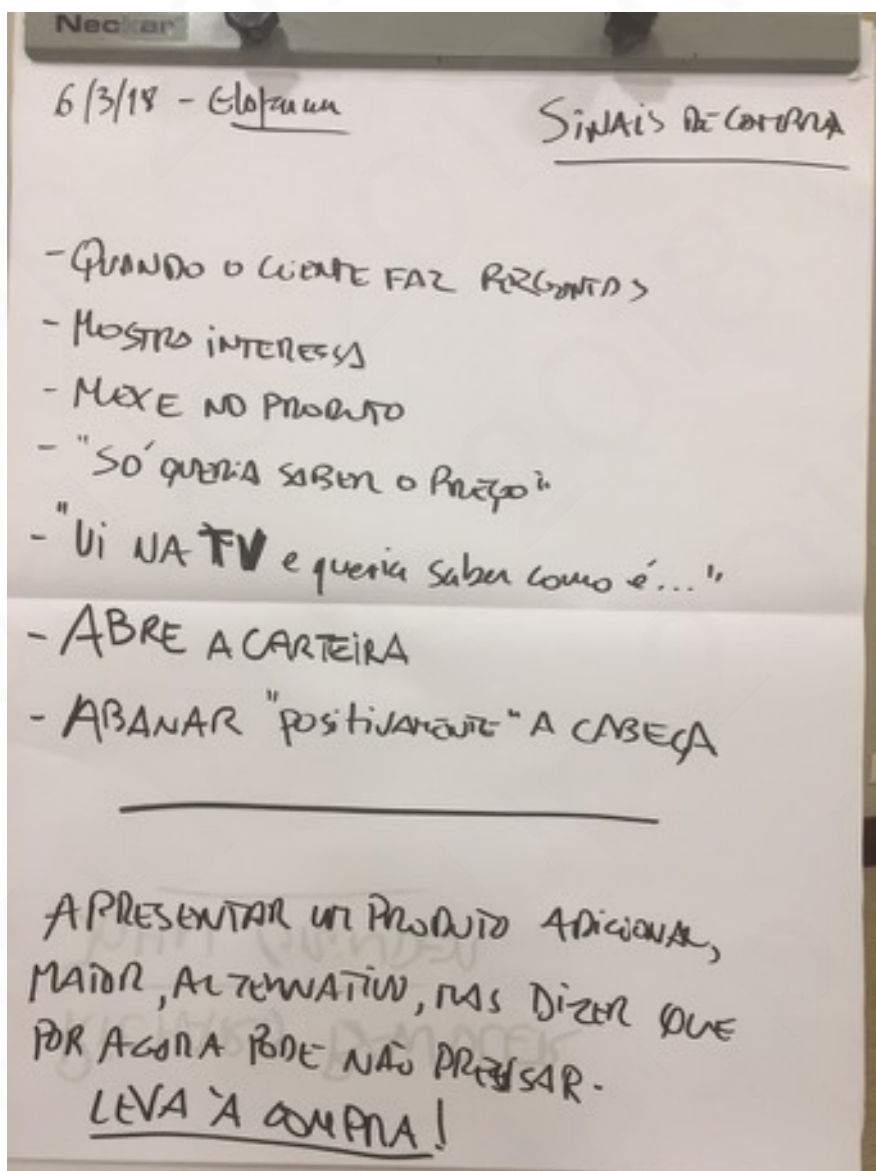 Neckar
6/3/18 -
SINAIS DE COMPRA
- QUANDO O CLIENTE FAZ PERGUNTAS
- MOSTRA INTERESSA
- MEXE NO PRODUTO
- "SÓ QUERIA SABER O PREÇO"
- "Vi NA TV e queria saber como é..."
- ABRE A CARTEIRA
- ABANAR "POSITIVAMENTE" A CABEÇA
APRESENTAR UM PRODUTO ADICIONAL,
MAIOR, ALTERNATIVO, MAS DIZER QUE
POR AGORA PODE NÃO PRECISAR.
LEVA À COMPRA!